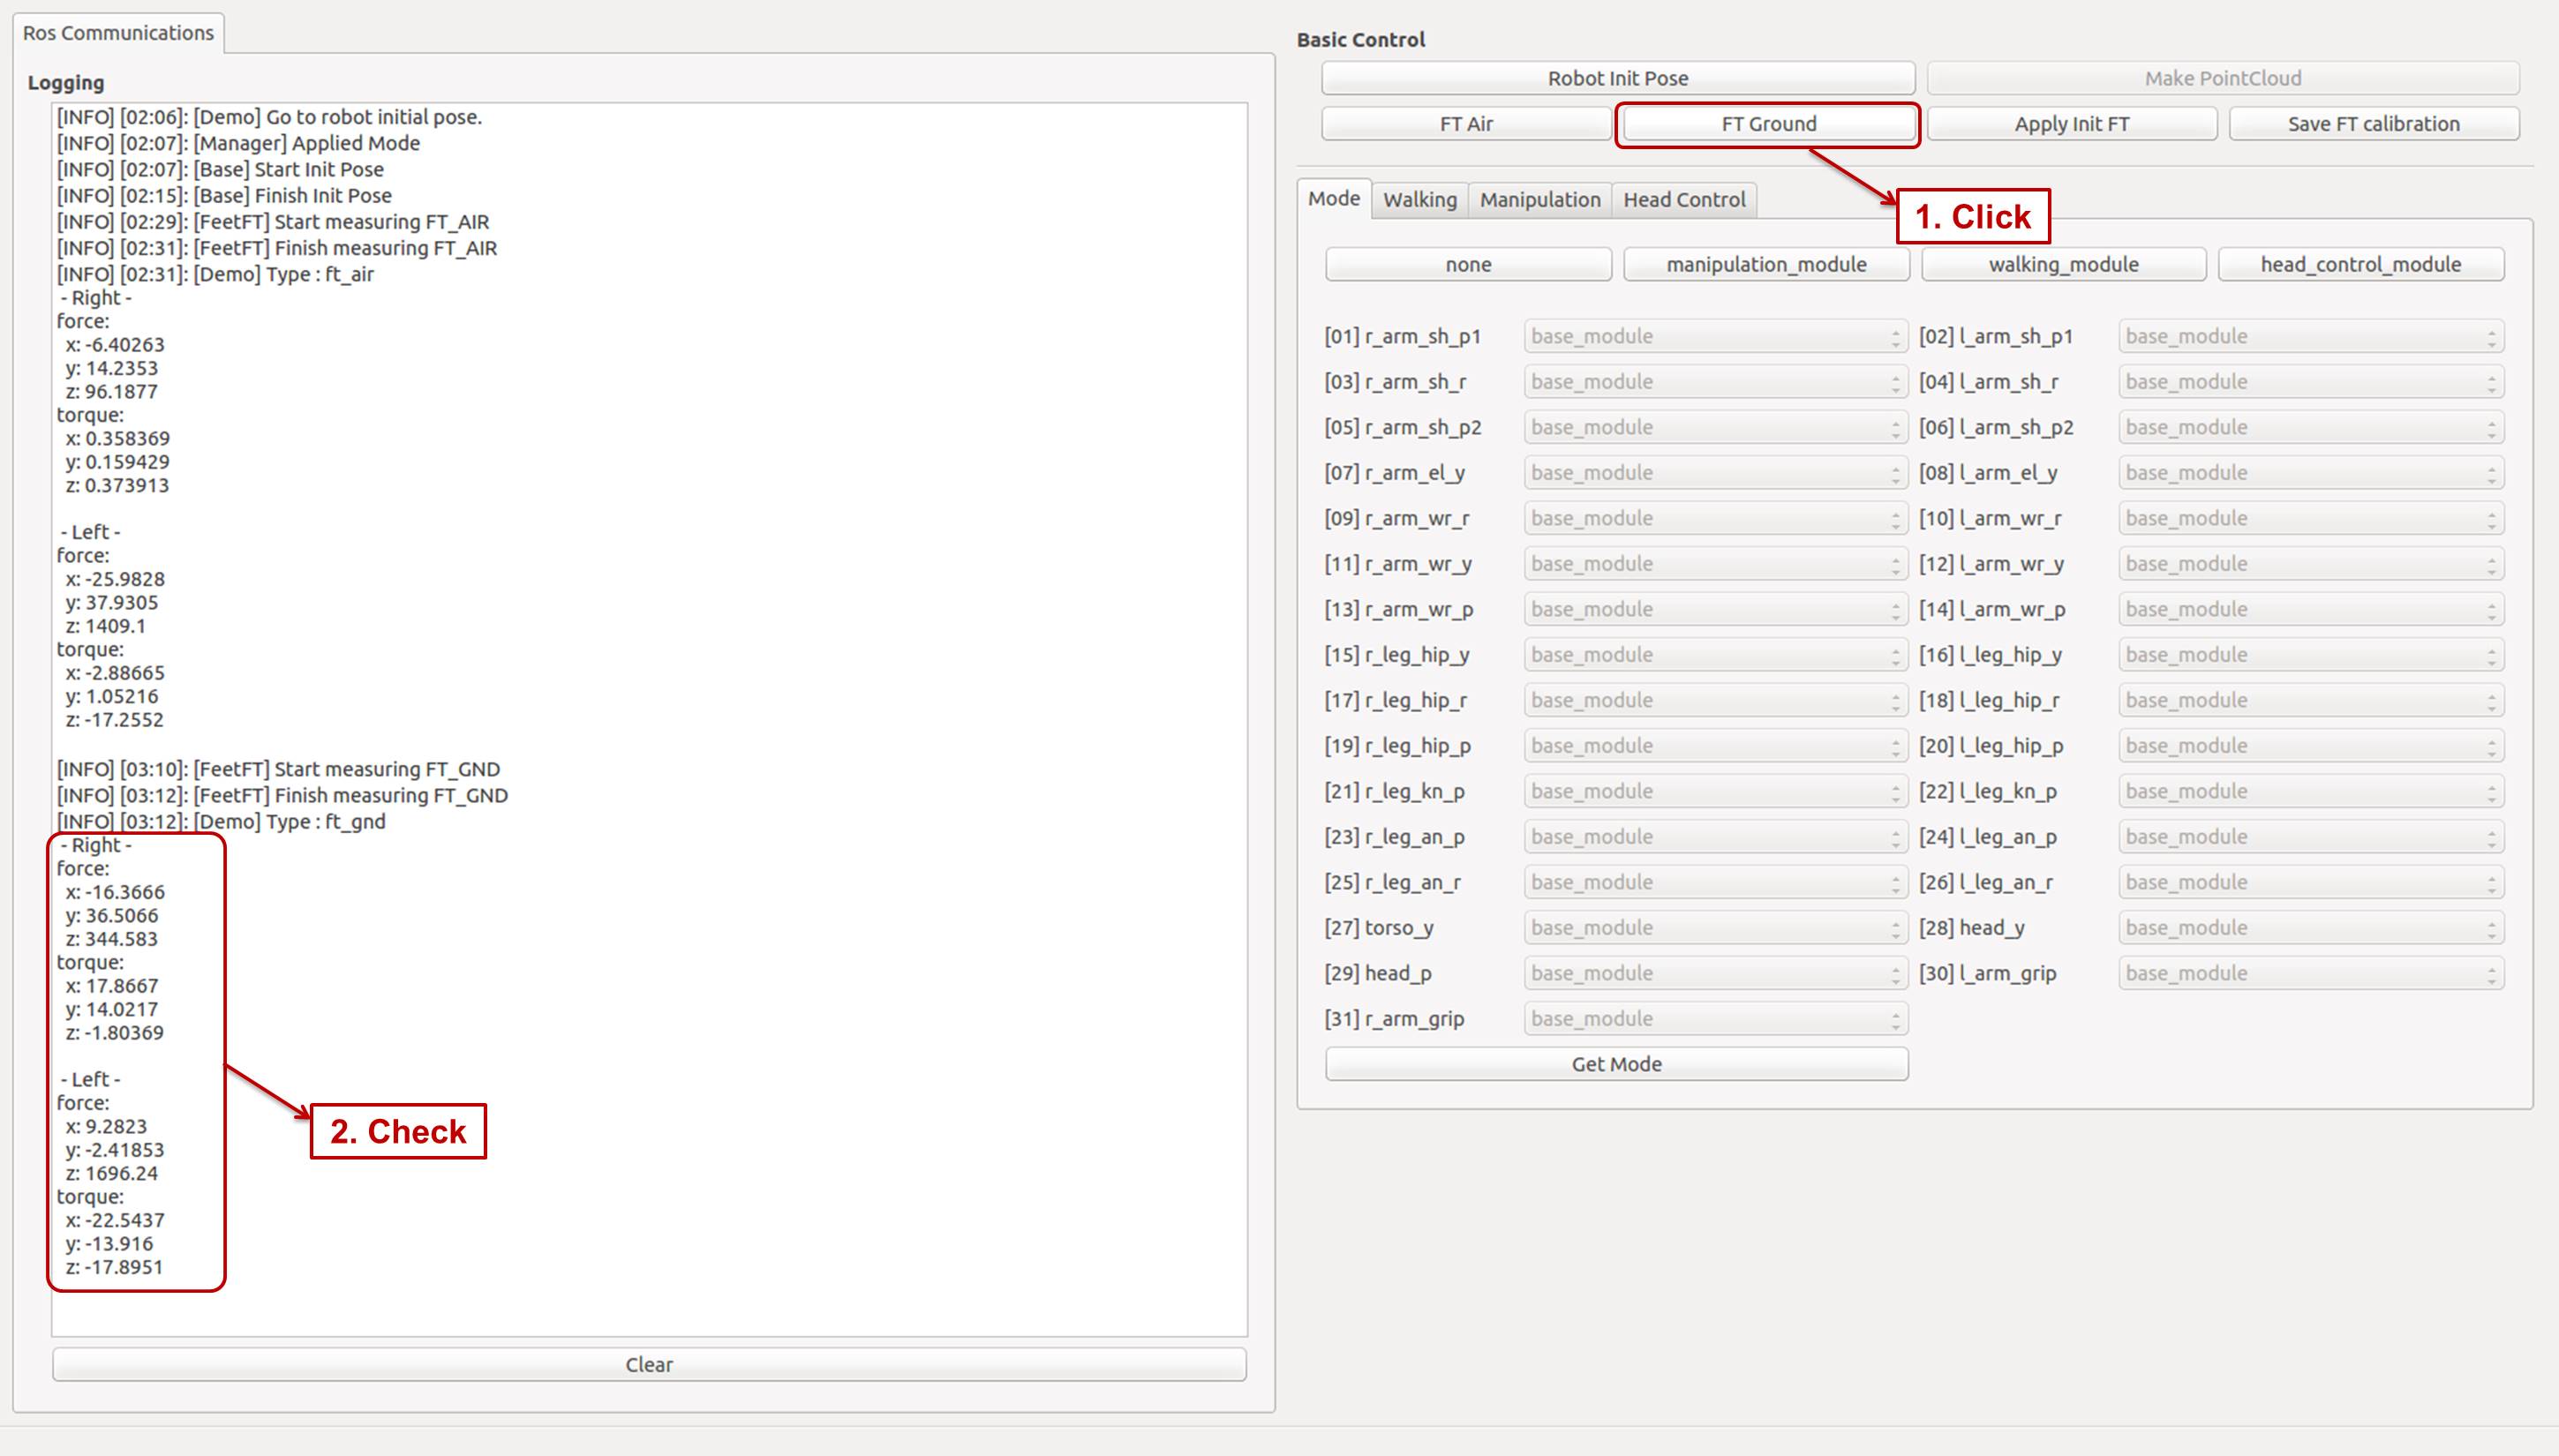 Ros Communications
Logging
[INFO] [02:06]: [Demo] Go to robot initial pose.
[INFO] [02:07]: [Manager] Applied Mode
[INFO] [02:07]: [Base] Start Init Pose
[INFO] [02:15]: [Base] Finish Init Pose
[INFO] [02:29]: [FeetFT] Start measuring FT_AIR
[INFO] [02:31]: [FeetFT] Finish measuring FT_AIR
[INFO] [02:31]: [Demo] Type : ft_air
- Right -
force:
x: -6.40263
y: 14.2353
z: 96.1877
torque:
x: 0.358369
y: 0.159429
z: 0.373913
- Left -
force:
x: -25.9828
y: 37.9305
z: 1409.1
torque:
x: -2.88665
y: 1.05216
z: -17.2552
[INFO] [03:10]: [FeetFT] Start measuring FT_GND
[INFO] [03:12]: [FeetFT] Finish measuring FT_GND
[INFO] [03:12]: [Demo] Type : ft_gnd
- Right -
force:
x: -16.3666
y: 36.5066
z: 344.583
torque:
x: 17.8667
y: 14.0217
z: -1.80369
- Left -
force:
x: 9.2823
y: -2.41853
z: 1696.24
torque:
x: -22.5437
y: -13.916
z: -17.8951
2. Check
Clear
Basic Control
Robot Init Pose Make PointCloud
FT Air FT Ground Apply Init FT Save FT calibration
1. Click
Mode Walking Manipulation Head Control
none manipulation_module walking_module head_control_module
[01] r_arm_sh_p1 base_module [02] l_arm_sh_p1 base_module
[03] r_arm_sh_r base_module [04] l_arm_sh_r base_module
[05] r_arm_sh_p2 base_module [06] l_arm_sh_p2 base_module
[07] r_arm_el_y base_module [08] l_arm_el_y base_module
[09] r_arm_wr_r base_module [10] l_arm_wr_r base_module
[11] r_arm_wr_y base_module [12] l_arm_wr_y base_module
[13] r_arm_wr_p base_module [14] l_arm_wr_p base_module
[15] r_leg_hip_y base_module [16] l_leg_hip_y base_module
[17] r_leg_hip_r base_module [18] l_leg_hip_r base_module
[19] r_leg_hip_p base_module [20] l_leg_hip_p base_module
[21] r_leg_kn_p base_module [22] l_leg_kn_p base_module
[23] r_leg_an_p base_module [24] l_leg_an_p base_module
[25] r_leg_an_r base_module [26] l_leg_an_r base_module
[27] torso_y base_module [28] head_y base_module
[29] head_p base_module [30] l_arm_grip base_module
[31] r_arm_grip base_module
Get Mode